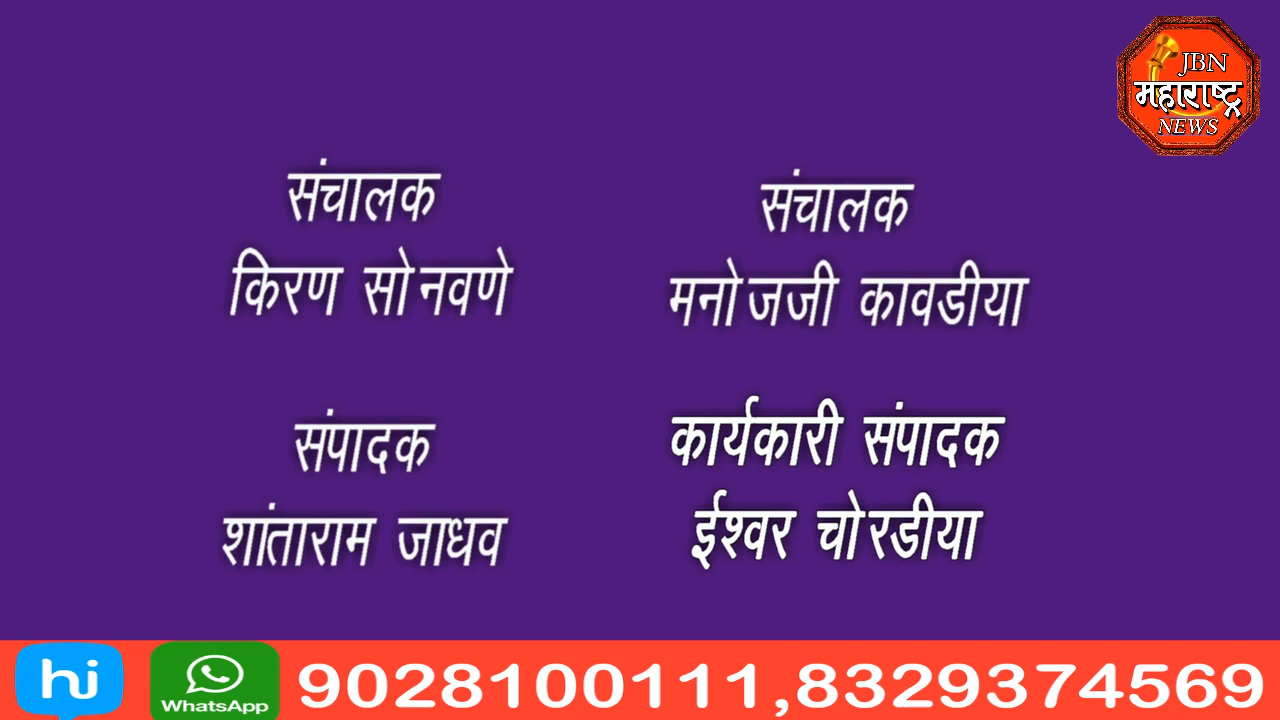 JBN
महाराष्ट्र
NEWS
संचालक
किरण सोनवणे
संचालक
मनोजजी कावडीया
संपादक
शांताराम जाधव
कार्यकारी संपादक
ईश्वर चोरडीया
hi
WhatsApp
9028100111,8329374569